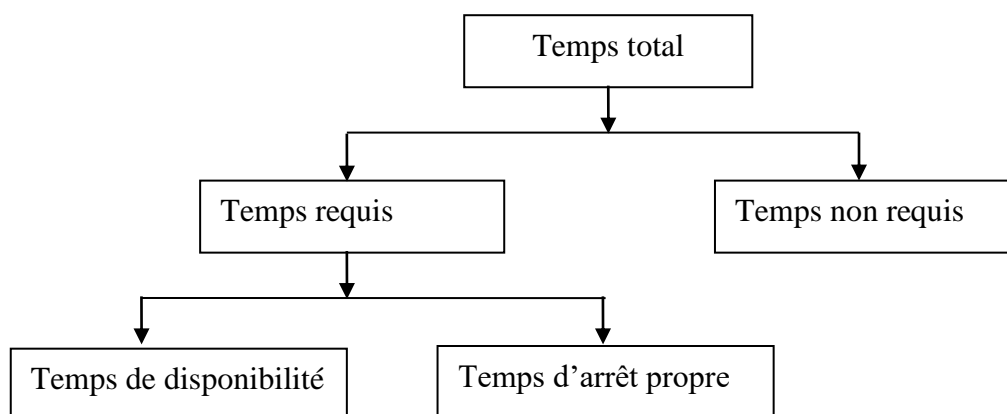 Temps total
Temps requis
Temps non requis
Temps de disponibilité
Temps d’arrêt propre